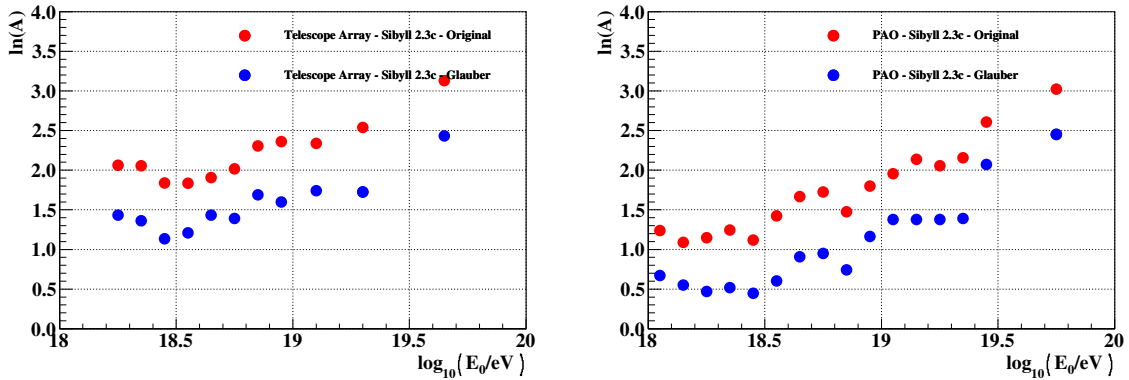 ln(A)
4.0
3.5
3.0
2.5
2.0
1.5
1.0
0.5
0.0
Telescope Array - Sibyll 2.3c - Original
Telescope Array - Sibyll 2.3c - Glauber
18 18.5 19 19.5 20
log10(E0/eV)
ln(A)
4.0
3.5
3.0
2.5
2.0
1.5
1.0
0.5
0.0
PAO - Sibyll 2.3c - Original
PAO - Sibyll 2.3c - Glauber
18 18.5 19 19.5 20
log10(E0/eV)